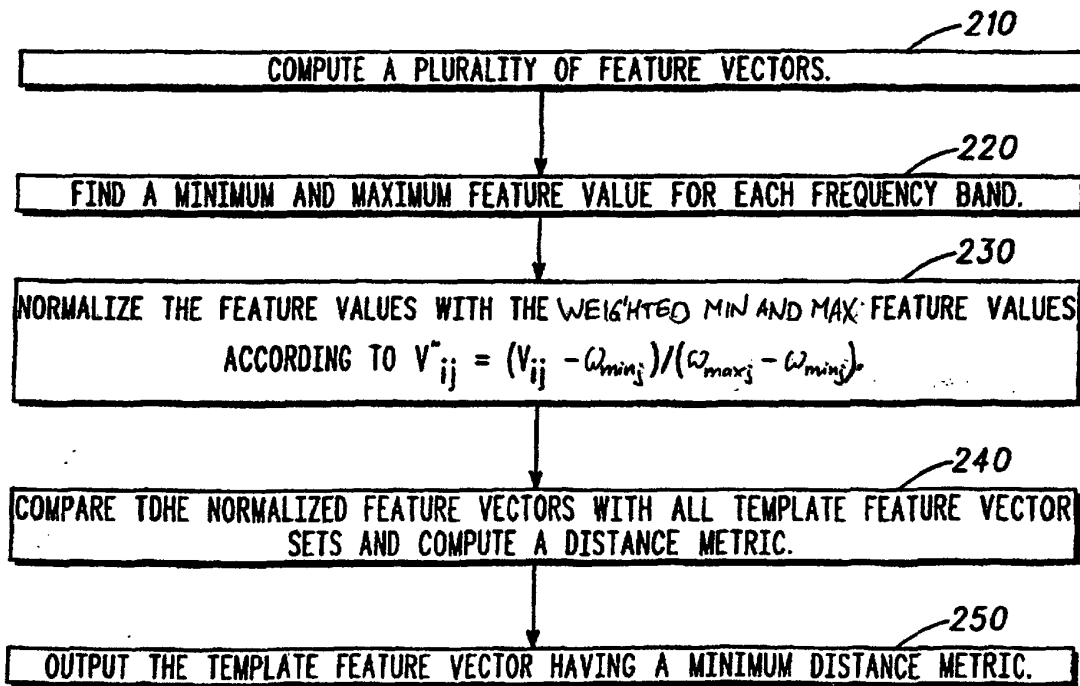 210
COMPUTE A PLURALITY OF FEATURE VECTORS.
220
FIND A MINIMUM AND MAXIMUM FEATURE VALUE FOR EACH FREQUENCY BAND.
230
NORMALIZE THE FEATURE VALUES WITH THE WEIGHTED MIN AND MAX FEATURE VALUES
ACCORDING TO V"ij = (Vij - ωminj)/(ωmaxj - ωminj).
240
COMPARE TDHE NORMALIZED FEATURE VECTORS WITH ALL TEMPLATE FEATURE VECTOR
SETS AND COMPUTE A DISTANCE METRIC.
250
OUTPUT THE TEMPLATE FEATURE VECTOR HAVING A MINIMUM DISTANCE METRIC.